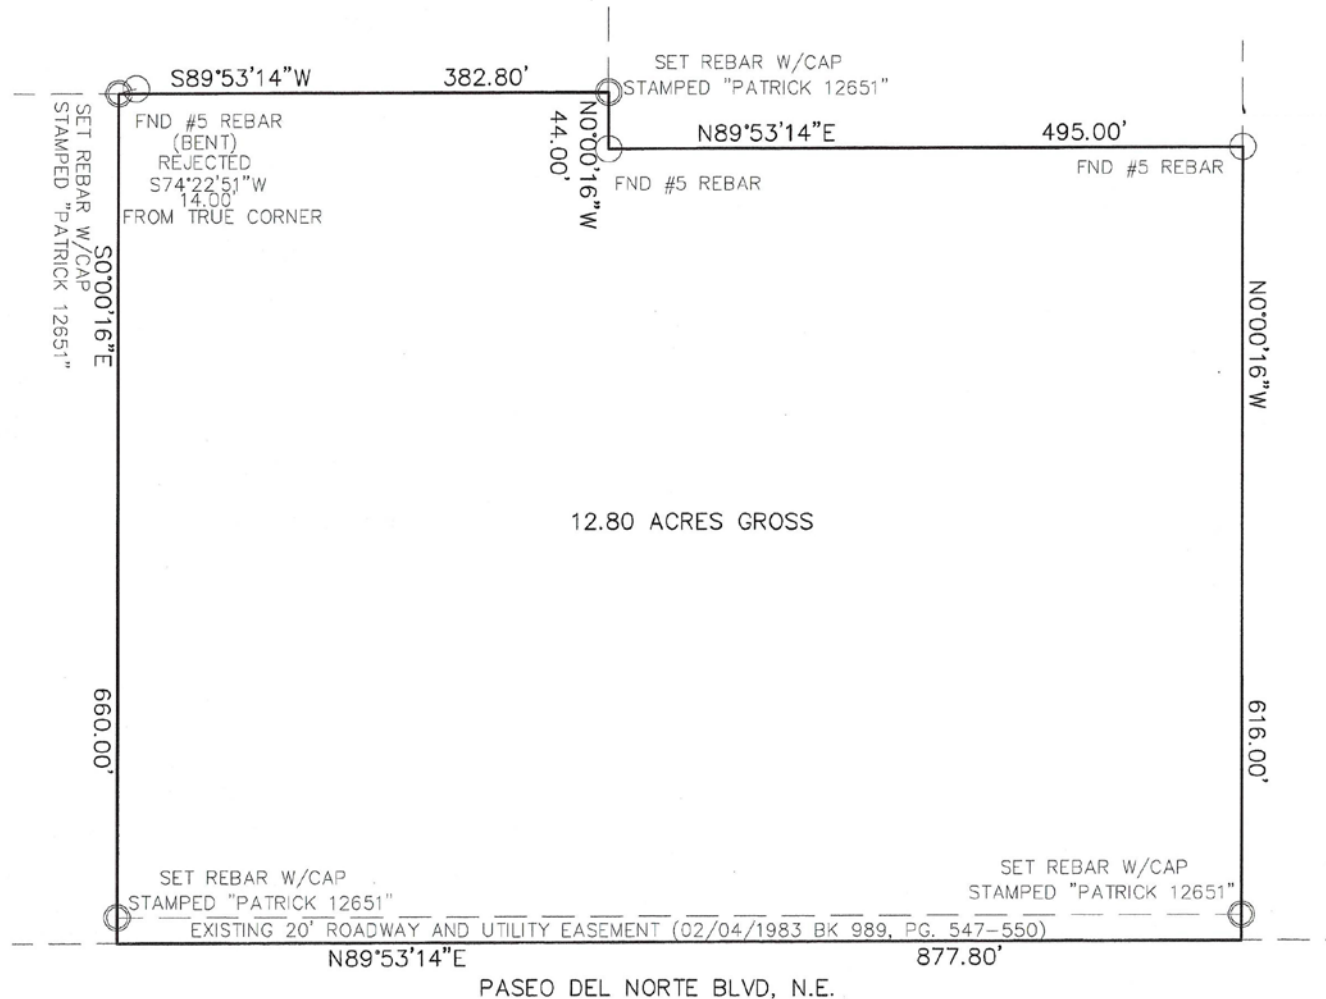 SET REBAR W/CAP
STAMPED "PATRICK 12651"
S89°53'14"W 382.80'
FND #5 REBAR
(BENT)
REJECTED
S74°22'51"W
14.00'
FROM TRUE CORNER
SET REBAR W/CAP
STAMPED "PATRICK 12651"
N0°00'16"W
44.00'
N89°53'14"E 495.00'
FND #5 REBAR
FND #5 REBAR
S0°00'16"E
660.00'
N0°00'16"W
616.00'
12.80 ACRES GROSS
SET REBAR W/CAP
STAMPED "PATRICK 12651"
SET REBAR W/CAP
STAMPED "PATRICK 12651"
EXISTING 20' ROADWAY AND UTILITY EASEMENT (02/04/1983 BK 989, PG. 547-550)
N89°53'14"E 877.80'
PASEO DEL NORTE BLVD, N.E.